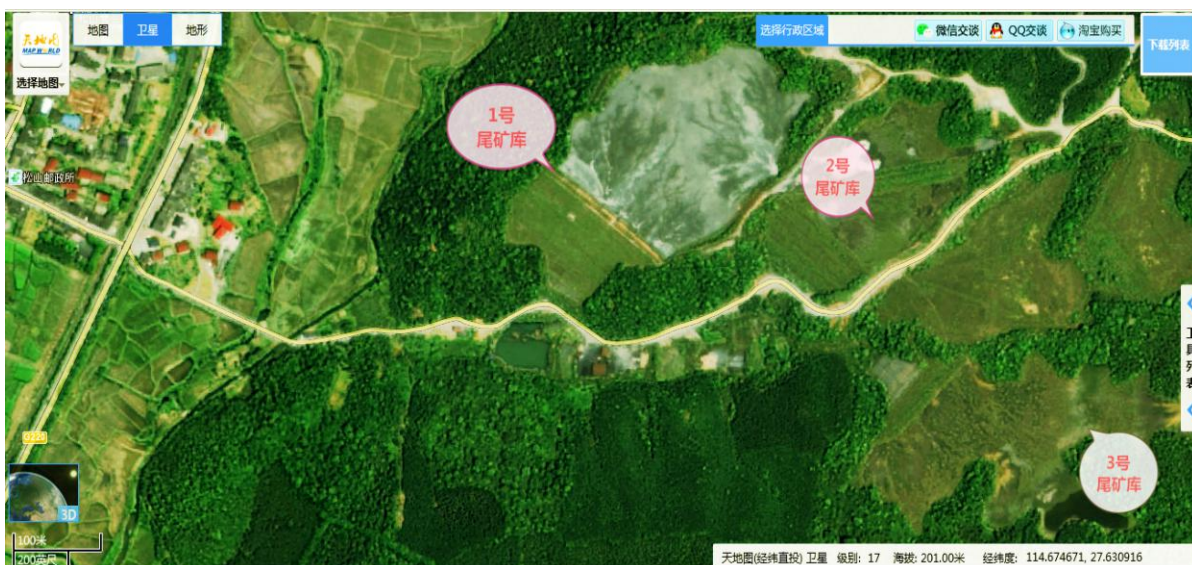 天地图
MAP WORLD
选择地图
地图
卫星
地形
选择行政区域
微信交谈
QQ交谈
淘宝购买
下载列表
1号
尾矿库
2号
尾矿库
松山邮政所
G220
3D
100米
200英尺
3号
尾矿库
天地图(经纬直投) 卫星 级别: 17 海拔: 201.00米 经纬度: 114.674671, 27.630916